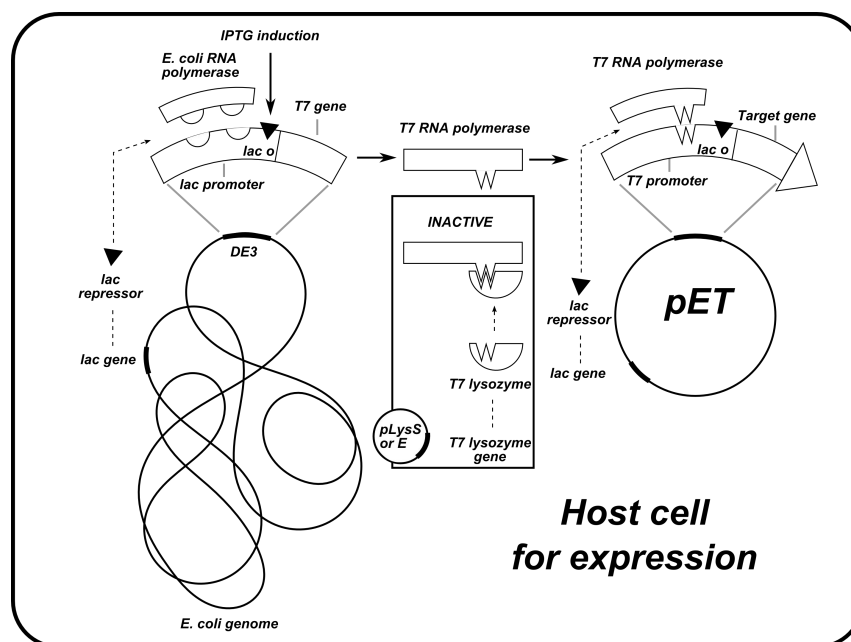 IPTG induction
E. coli RNA
polymerase
T7 gene
lac o
lac promoter
DE3
lac
repressor
lac gene
E. coli genome
T7 RNA polymerase
INACTIVE
T7 lysozyme
pLysS
or E
T7 lysozyme
gene
T7 RNA polymerase
Target gene
lac o
T7 promoter
lac
repressor
lac gene
pET
Host cell
for expression